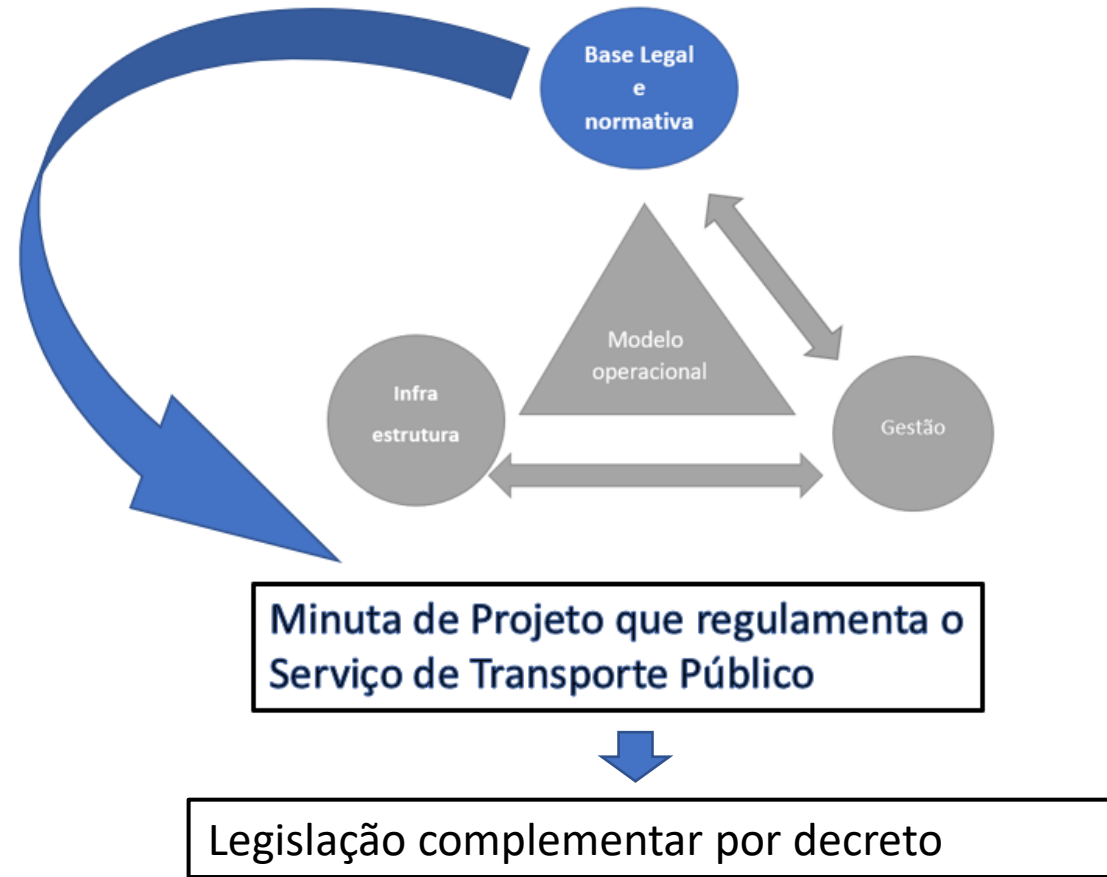 Base Legal
e
normativa
Modelo
operacional
Infra
estrutura
Gestão
Minuta de Projeto que regulamenta o
Serviço de Transporte Público
Legislação complementar por decreto